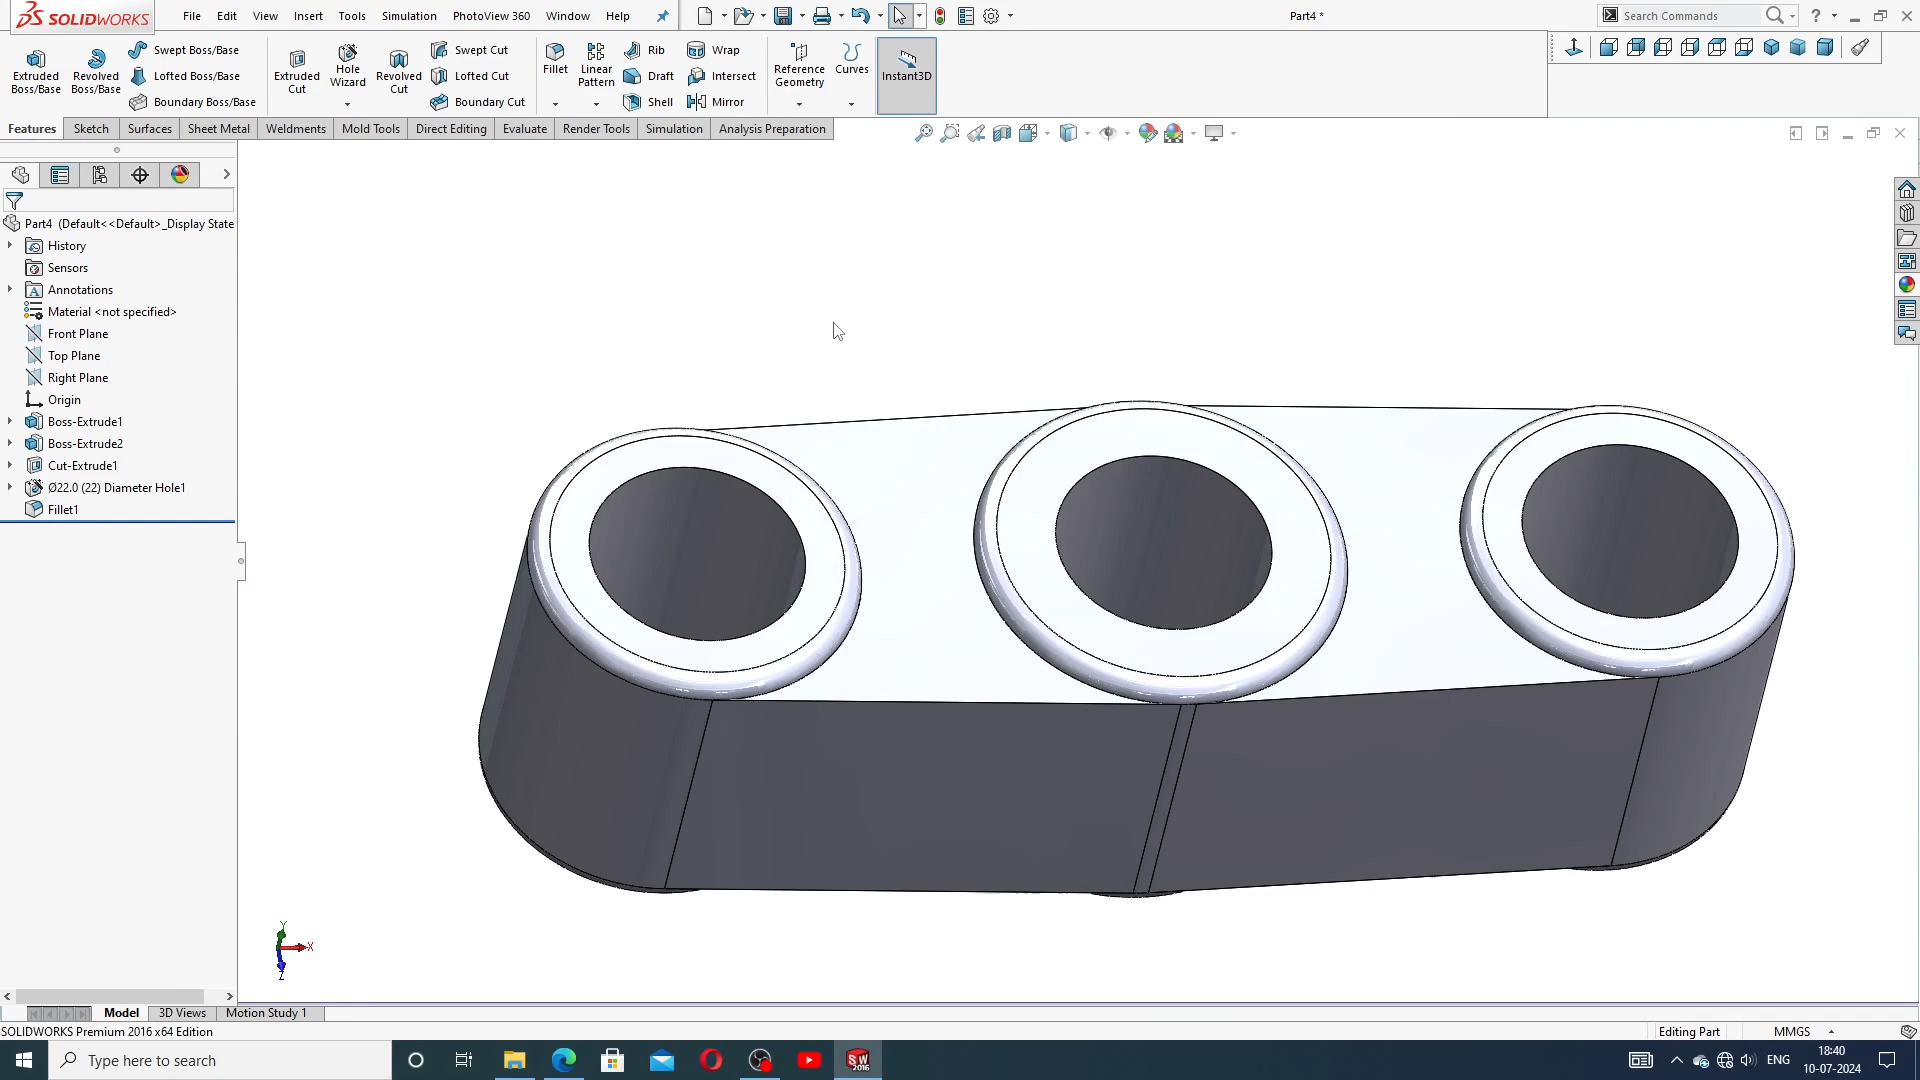 SOLIDWORKS
File Edit View Insert Tools Simulation PhotoView 360 Window Help
Part4 *
Search Commands
Extruded Boss/Base
Revolved Boss/Base
Swept Boss/Base
Lofted Boss/Base
Boundary Boss/Base
Extruded Cut
Hole Wizard
Revolved Cut
Swept Cut
Lofted Cut
Boundary Cut
Fillet
Linear Pattern
Rib
Draft
Shell
Wrap
Intersect
Mirror
Reference Geometry
Curves
Instant3D
Features Sketch Surfaces Sheet Metal Weldments Mold Tools Direct Editing Evaluate Render Tools Simulation Analysis Preparation
Part4 (Default<<Default>_Display State
History
Sensors
Annotations
Material <not specified>
Front Plane
Top Plane
Right Plane
Origin
Boss-Extrude1
Boss-Extrude2
Cut-Extrude1
Ø22.0 (22) Diameter Hole1
Fillet1
Y
X
Z
Model 3D Views Motion Study 1
SOLIDWORKS Premium 2016 x64 Edition
Editing Part
MMGS
Type here to search
SW
2016
ENG
18:40
10-07-2024